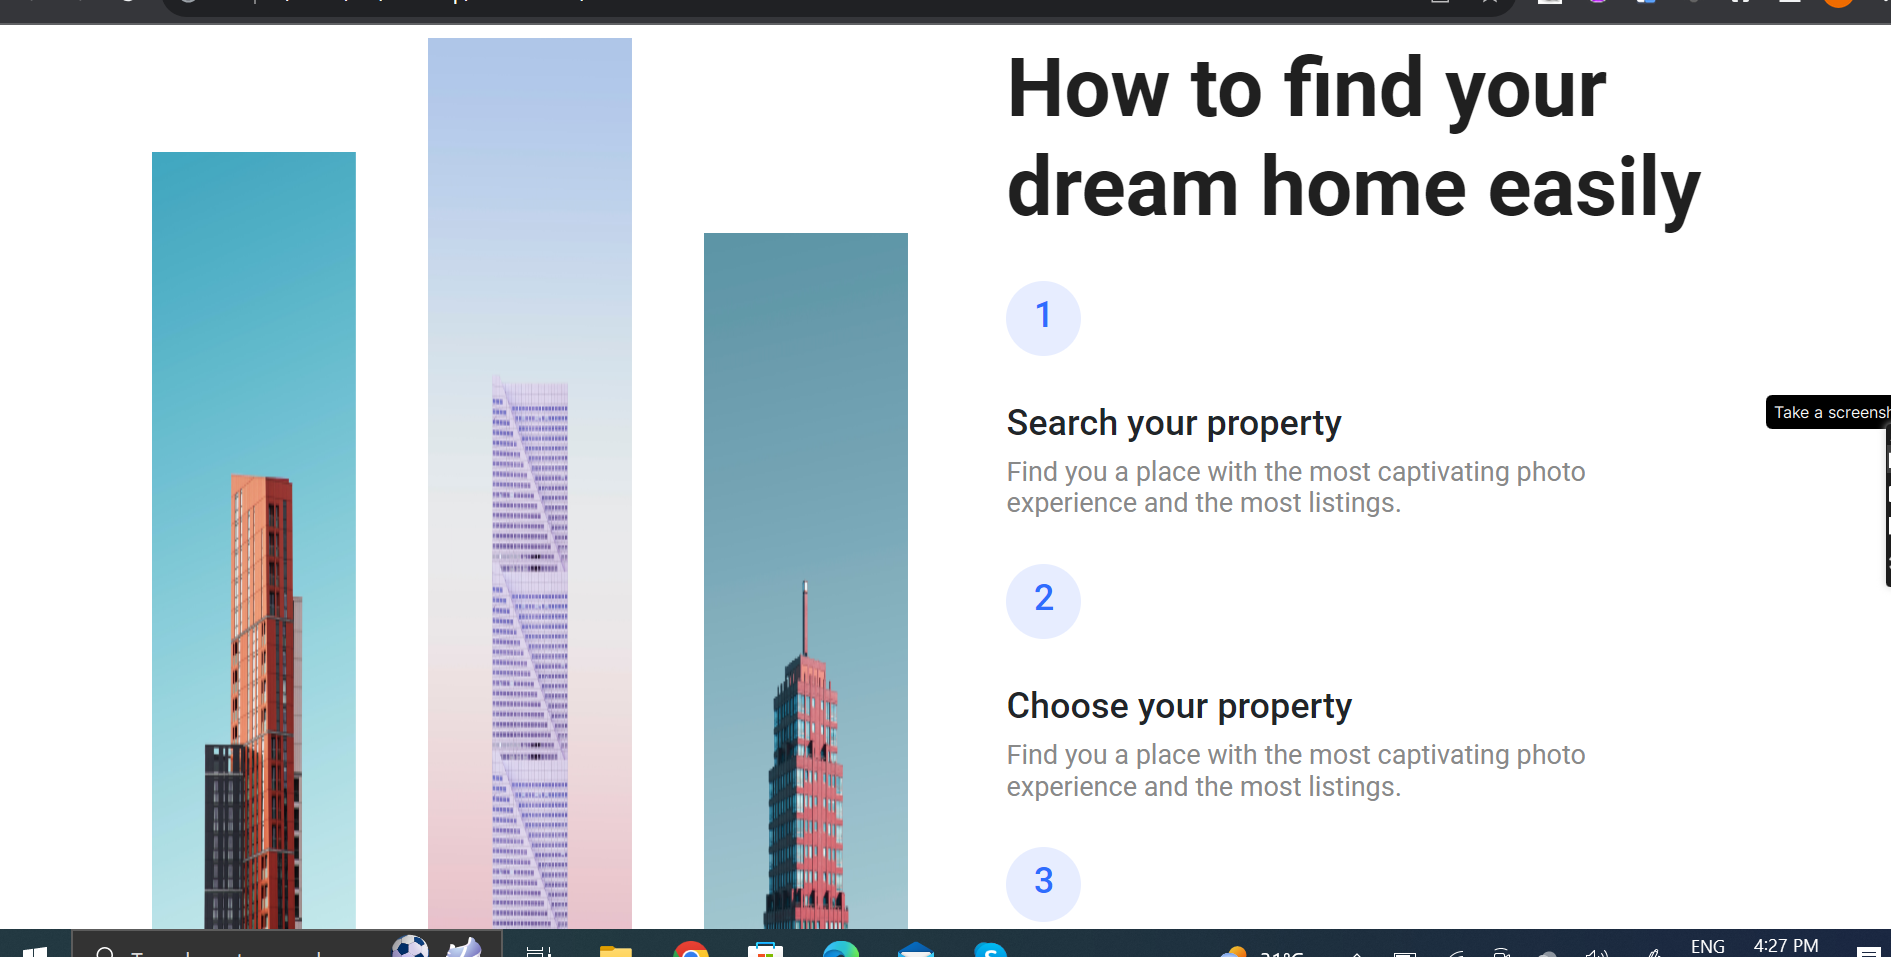 How to find your
dream home easily
1
Search your property
Find you a place with the most captivating photo
experience and the most listings.
2
Choose your property
Find you a place with the most captivating photo
experience and the most listings.
3
Take a
ENG
4:27 PM